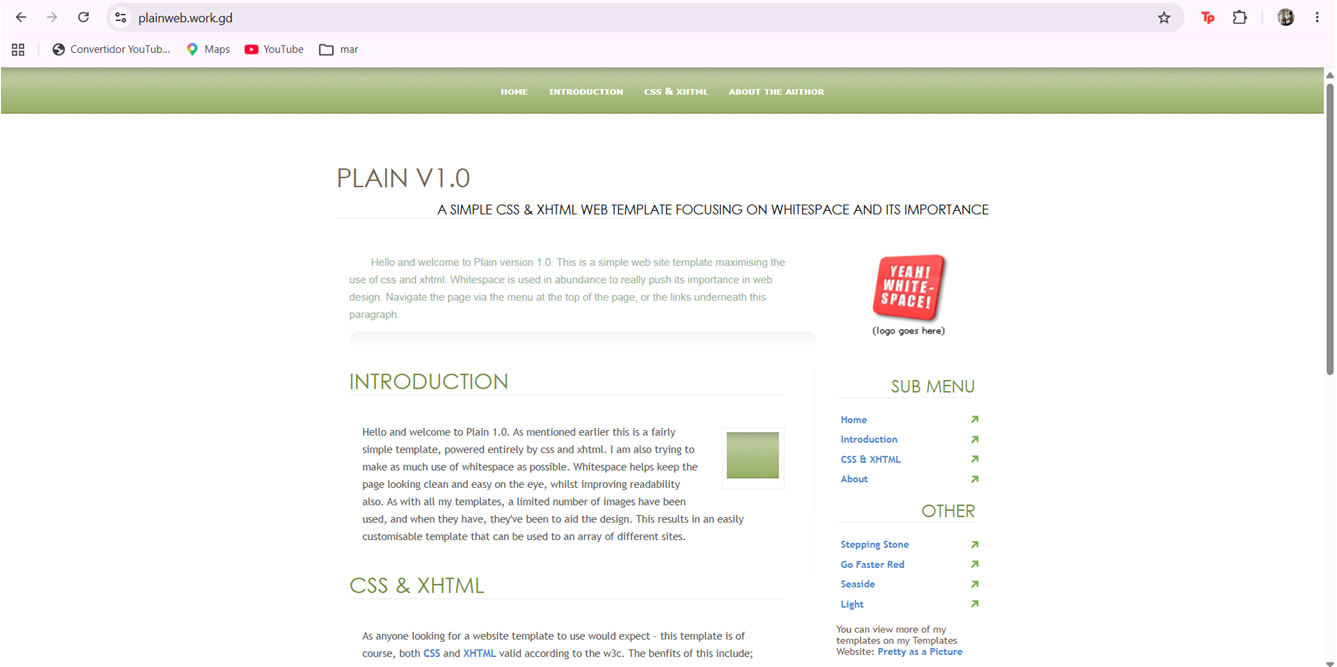 plainweb.work.gd
Convertidor YouTub...
Maps
YouTube
mar
HOME
INTRODUCTION
CSS & XHTML
ABOUT THE AUTHOR
PLAIN V1.0
A SIMPLE CSS & XHTML WEB TEMPLATE FOCUSING ON WHITESPACE AND ITS IMPORTANCE
Hello and welcome to Plain version 1.0. This is a simple web site template maximising the
use of css and xhtml. Whitespace is used in abundance to really push its importance in web
design. Navigate the page via the menu at the top of the page, or the links underneath this
paragraph.
YEAH!
WHITE-
SPACE!
(logo goes here)
INTRODUCTION
Hello and welcome to Plain 1.0. As mentioned earlier this is a fairly
simple template, powered entirely by css and xhtml. I am also trying to
make as much use of whitespace as possible. Whitespace helps keep the
page looking clean and easy on the eye, whilst improving readability
also. As with all my templates, a limited number of images have been
used, and when they have, they've been to aid the design. This results in an easily
customisable template that can be used to an array of different sites.
CSS & XHTML
As anyone looking for a website template to use would expect - this template is of
course, both CSS and XHTML valid according to the w3c. The benfits of this include;
SUB MENU
Home
Introduction
CSS & XHTML
About
OTHER
Stepping Stone
Go Faster Red
Seaside
Light
You can view more of my
templates on my Templates
Website: Pretty as a Picture